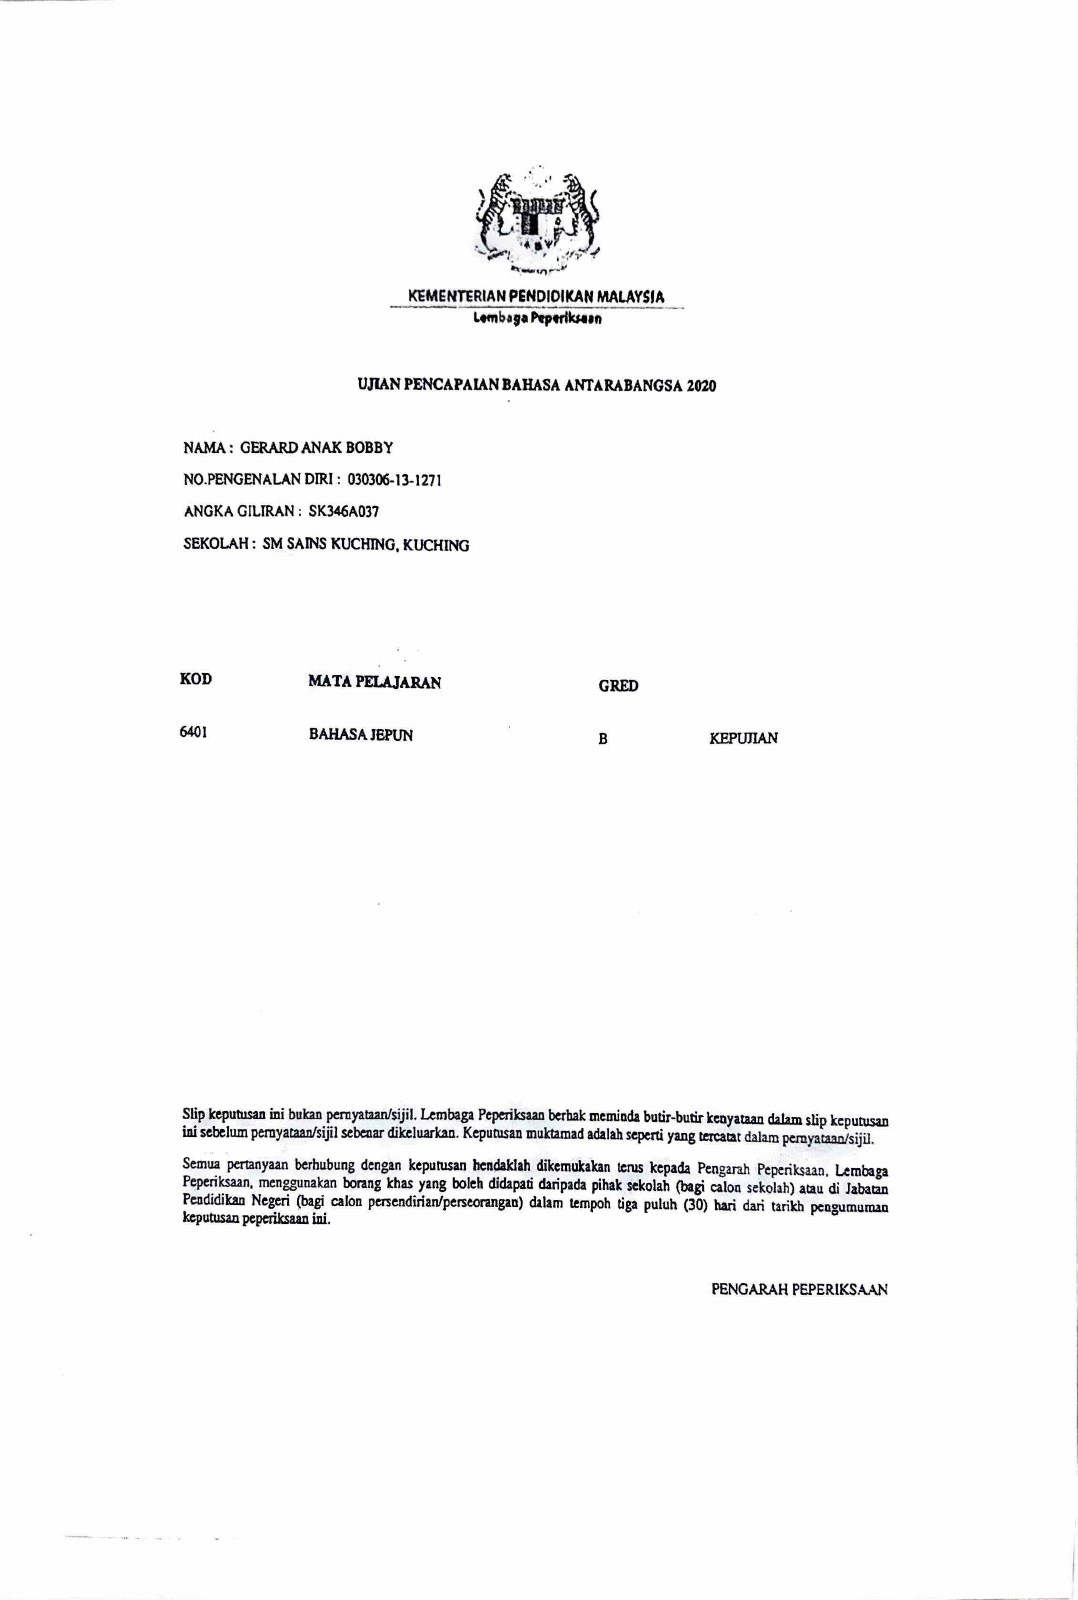 KEMENTERIAN PENDIDIKAN MALAYSIA
Lembaga Peperiksaan
UJIAN PENCAPAIAN BAHASA ANTARABANGSA 2020
NAMA : GERARD ANAK BOBBY
NO.PENGENALAN DIRI : 030306-13-1271
ANGKA GILIRAN : SK346A037
SEKOLAH : SM SAINS KUCHING, KUCHING
KOD MATA PELAJARAN GRED
6401 BAHASA JEPUN B KEPUJIAN
Slip keputusan ini bukan pernyataan/sijil. Lembaga Peperiksaan berhak meminda butir-butir kenyataan dalam slip keputusan
ini sebelum pernyataan/sijil sebenar dikeluarkan. Keputusan muktamad adalah seperti yang tercatat dalam pernyataan/sijil.
Semua pertanyaan berhubung dengan keputusan hendaklah dikemukakan terus kepada Pengarah Peperiksaan, Lembaga
Peperiksaan, menggunakan borang khas yang boleh didapati daripada pihak sekolah (bagi calon sekolah) atau di Jabatan
Pendidikan Negeri (bagi calon persendirian/perseorangan) dalam tempoh tiga puluh (30) hari dari tarikh pengumuman
keputusan peperiksaan ini.
PENGARAH PEPERIKSAAN